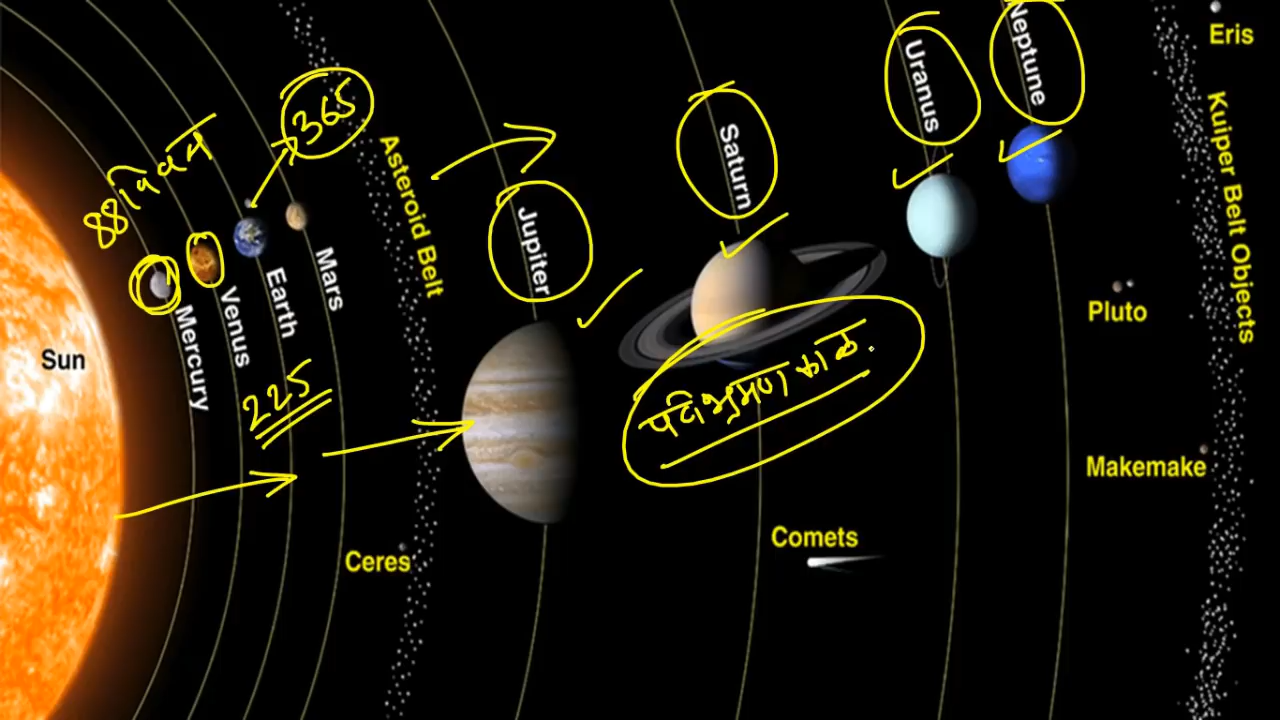 Sun
88 दिवस
Mercury
Venus
225
Earth
365
Mars
Asteroid Belt
Ceres
Jupiter
Saturn
परिभ्रमण काळ.
Comets
Uranus
Neptune
Pluto
Makemake
Eris
Kuiper Belt Objects